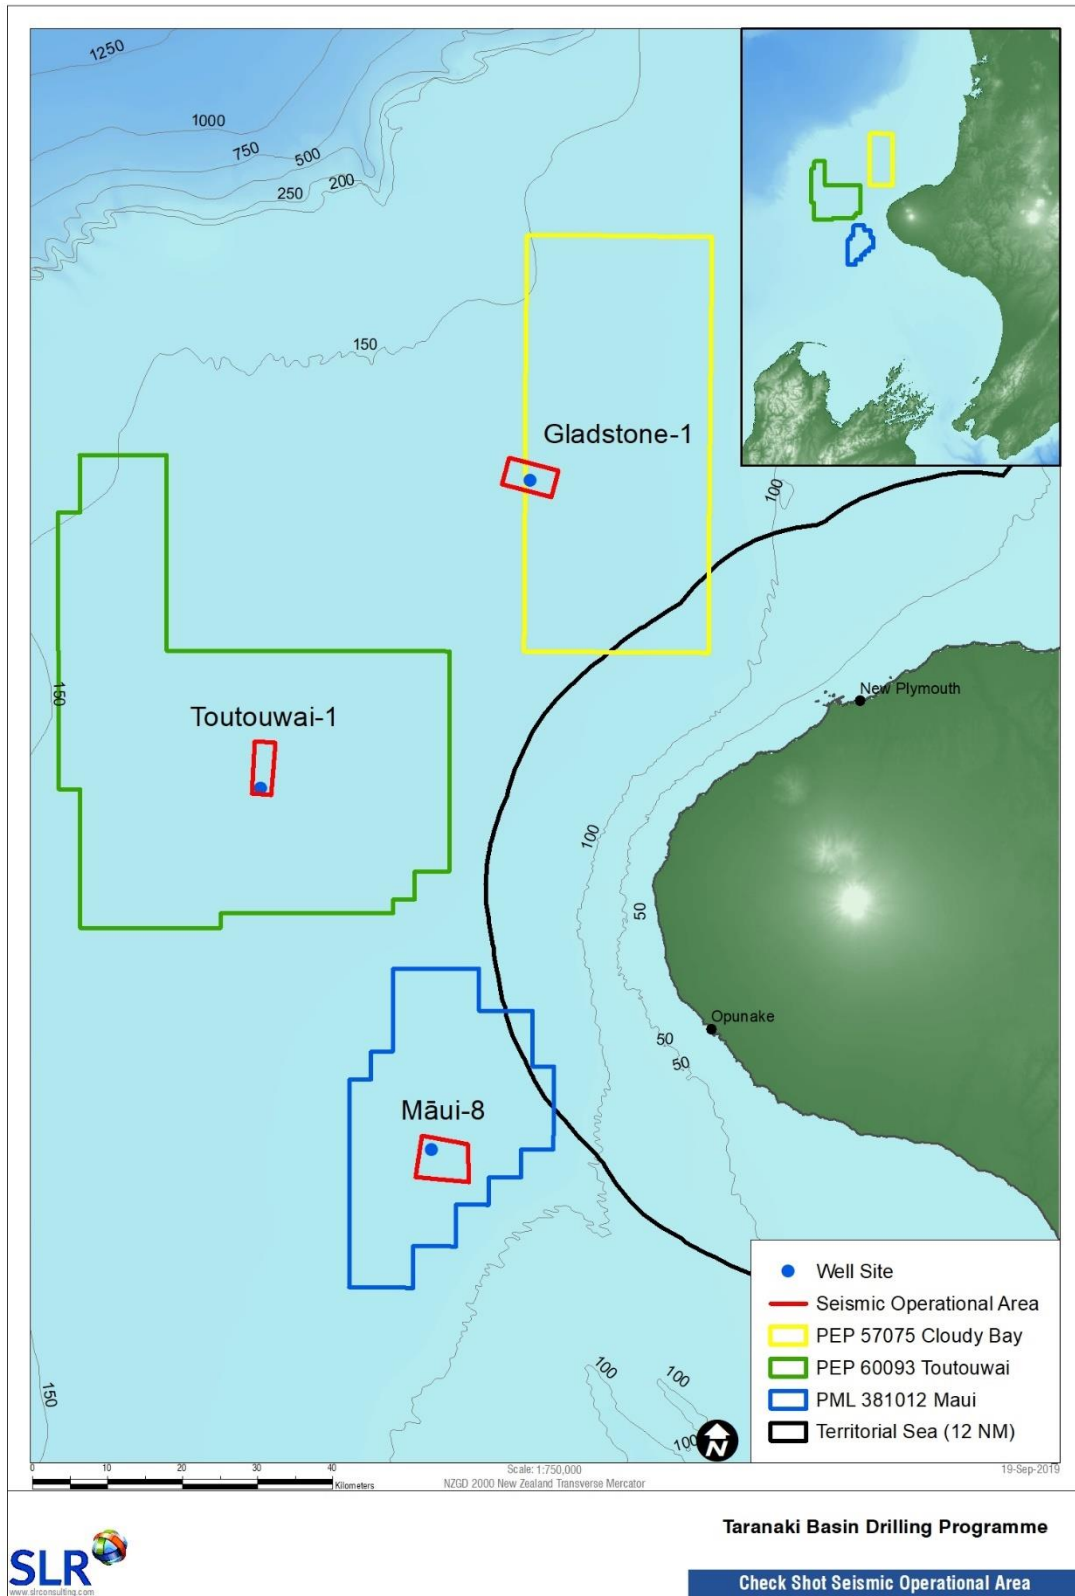 1250
1000
750
500
250
200
150
Gladstone-1
100
150
Toutouwai-1
New Plymouth
100
50
Opunake
50
50
Māui-8
Well Site
Seismic Operational Area
PEP 57075 Cloudy Bay
PEP 60093 Toutouwai
PML 381012 Maui
Territorial Sea (12 NM)
150
100
100
100
N
0 10 20 30 40
Kilometers
Scale: 1:750,000
NZGD 2000 New Zealand Transverse Mercator
19-Sep-2019
Taranaki Basin Drilling Programme
SLR
www.slrconsulting.com
Check Shot Seismic Operational Area